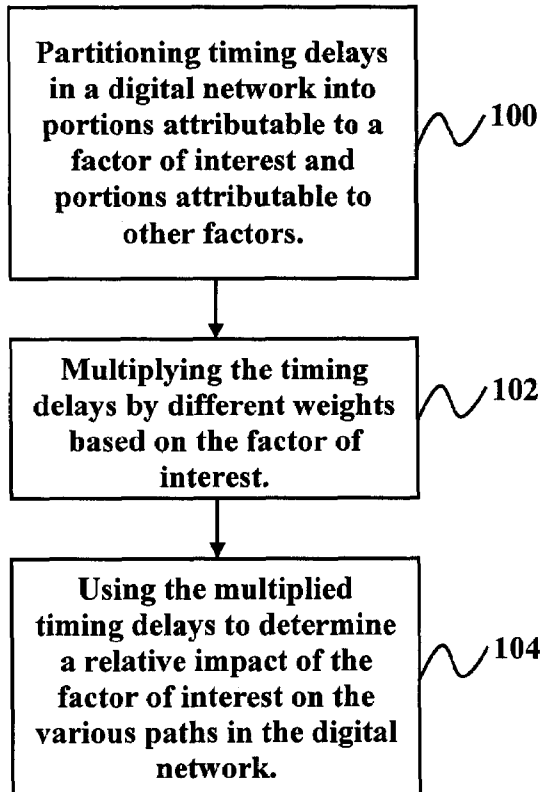 Partitioning timing delays
in a digital network into
portions attributable to a
factor of interest and
portions attributable to
other factors.
100
Multiplying the timing
delays by different weights
based on the factor of
interest.
102
Using the multiplied
timing delays to determine
a relative impact of the
factor of interest on the
various paths in the digital
network.
104